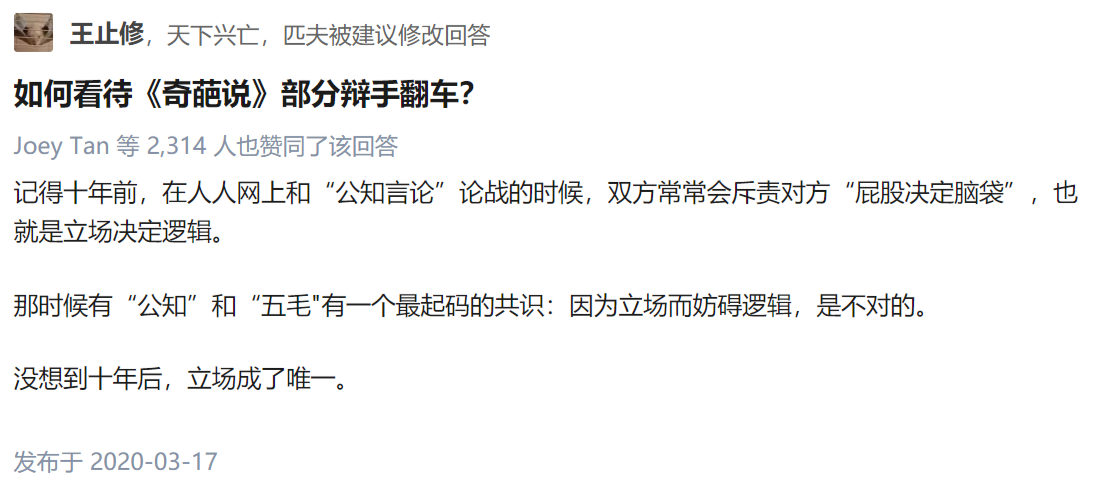 王止修，天下兴亡，匹夫被建议修改回答
如何看待《奇葩说》部分辩手翻车？
Joey Tan 等 2,314 人也赞同了该回答
记得十年前，在人人网上和“公知言论”论战的时候，双方常常会斥责对方“屁股决定脑袋”，也
就是立场决定逻辑。
那时候有“公知”和“五毛"有一个最起码的共识：因为立场而妨碍逻辑，是不对的。
没想到十年后，立场成了唯一。
发布于 2020-03-17